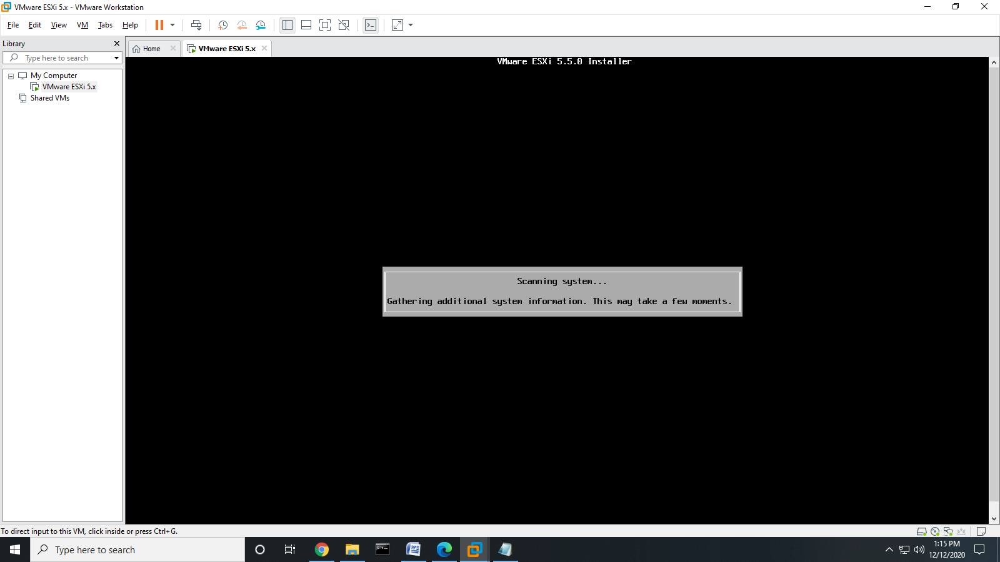 VMware ESXi 5.x - VMware Workstation
File Edit View VM Tabs Help
Library
Type here to search
My Computer
VMware ESXi 5.x
Shared VMs
Home
VMware ESXi 5.x
VMware ESXi 5.5.0 Installer
Scanning system...
Gathering additional system information. This may take a few moments.
To direct input to this VM, click inside or press Ctrl+G.
Type here to search
1:15 PM
12/12/2020